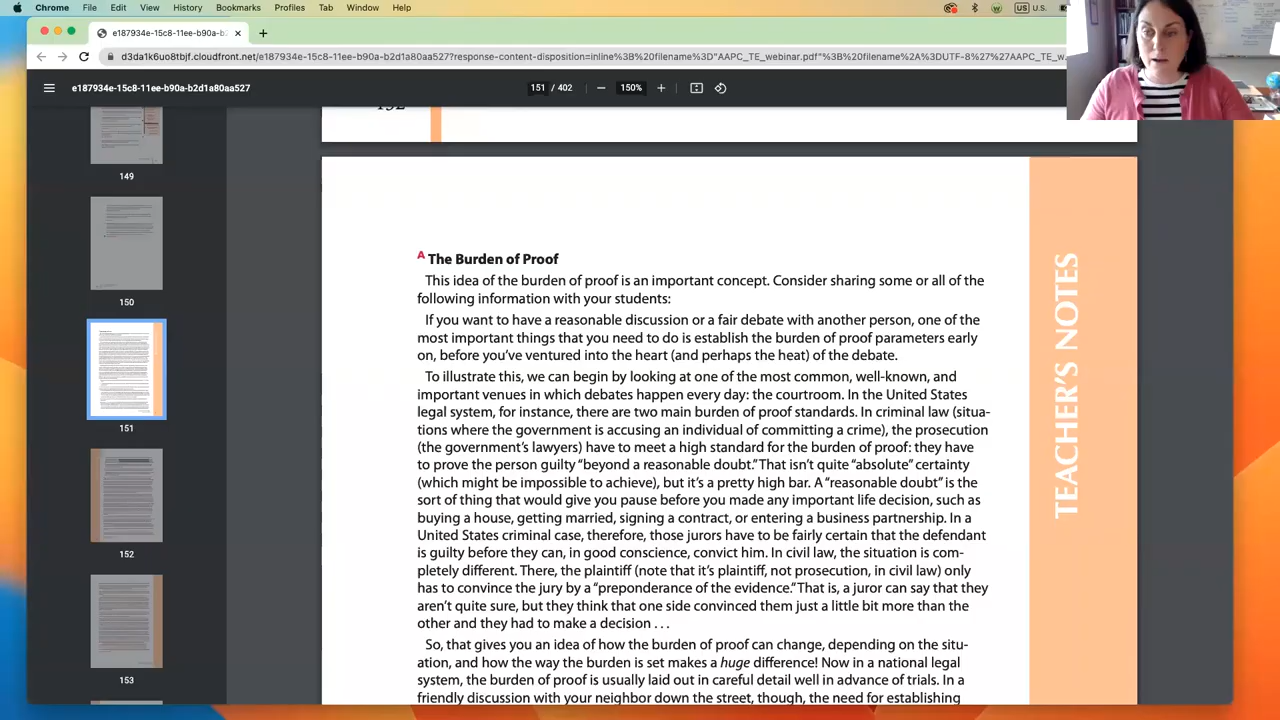 Chrome File Edit View History Bookmarks Profiles Tab Window Help US U.S.
e187934e-15c8-11ee-b90a-b
d3da1k6uo8tbjf.cloudfront.net/e187934e-15c8-11ee-b90a-b2d1a80aa527?response-content-disposition=inline%3B%20filename%3D"AAPC_TE_webinar.pdf"%3B%20filename%2A%3DUTF-8%27%27AAPC_TE_w
e187934e-15c8-11ee-b90a-b2d1a80aa527 151 / 402 150%
149
150
151
152
153
A The Burden of Proof
This idea of the burden of proof is an important concept. Consider sharing some or all of the
following information with your students:
If you want to have a reasonable discussion or a fair debate with another person, one of the
most important things that you need to do is establish the burden of proof parameters early
on, before you've ventured into the heart (and perhaps the heat) of the debate.
To illustrate this, we can begin by looking at one of the most common, well-known, and
important venues in which debates happen every day: the courtroom. In the United States
legal system, for instance, there are two main burden of proof standards. In criminal law (situa-
tions where the government is accusing an individual of committing a crime), the prosecution
(the government's lawyers) have to meet a high standard for the burden of proof: they have
to prove the person guilty "beyond a reasonable doubt." That isn't quite "absolute" certainty
(which might be impossible to achieve), but it's a pretty high bar. A "reasonable doubt" is the
sort of thing that would give you pause before you made any important life decision, such as
buying a house, getting married, signing a contract, or entering a business partnership. In a
United States criminal case, therefore, those jurors have to be fairly certain that the defendant
is guilty before they can, in good conscience, convict him. In civil law, the situation is com-
pletely different. There, the plaintiff (note that it's plaintiff, not prosecution, in civil law) only
has to convince the jury by a "preponderance of the evidence." That is, a juror can say that they
aren't quite sure, but they think that one side convinced them just a little bit more than the
other and they had to make a decision . . .
So, that gives you an idea of how the burden of proof can change, depending on the situ-
ation, and how the way the burden is set makes a huge difference! Now in a national legal
system, the burden of proof is usually laid out in careful detail well in advance of trials. In a
friendly discussion with your neighbor down the street, though, the need for establishing
TEACHER'S NOTES